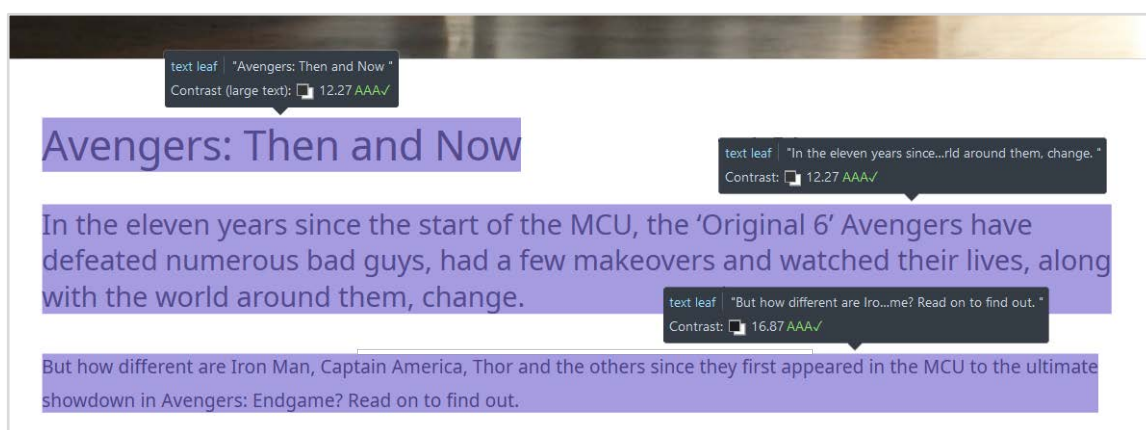 text leaf "Avengers: Then and Now "
Contrast (large text): 12.27 AAA✓
Avengers: Then and Now
text leaf "In the eleven years since...rld around them, change. "
Contrast: 12.27 AAA✓
In the eleven years since the start of the MCU, the ‘Original 6’ Avengers have
defeated numerous bad guys, had a few makeovers and watched their lives, along
with the world around them, change.
text leaf "But how different are Iro...me? Read on to find out. "
Contrast: 16.87 AAA✓
But how different are Iron Man, Captain America, Thor and the others since they first appeared in the MCU to the ultimate
showdown in Avengers: Endgame? Read on to find out.